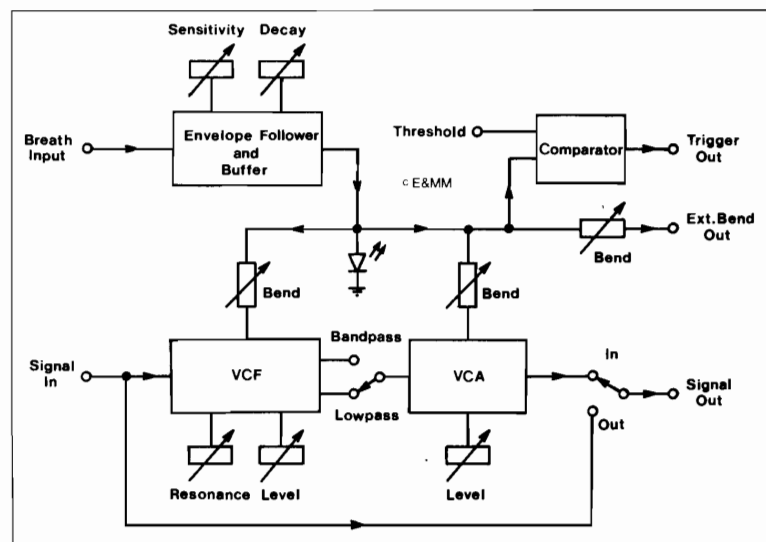 Sensitivity
Decay
Breath
Input
Envelope Follower
and
Buffer
Threshold
Comparator
Trigger
Out
c E&MM
Ext.Bend
Out
Bend
Bend
Bend
Signal
In
VCF
Bandpass
Lowpass
VCA
In
Signal
Out
Out
Resonance
Level
Level